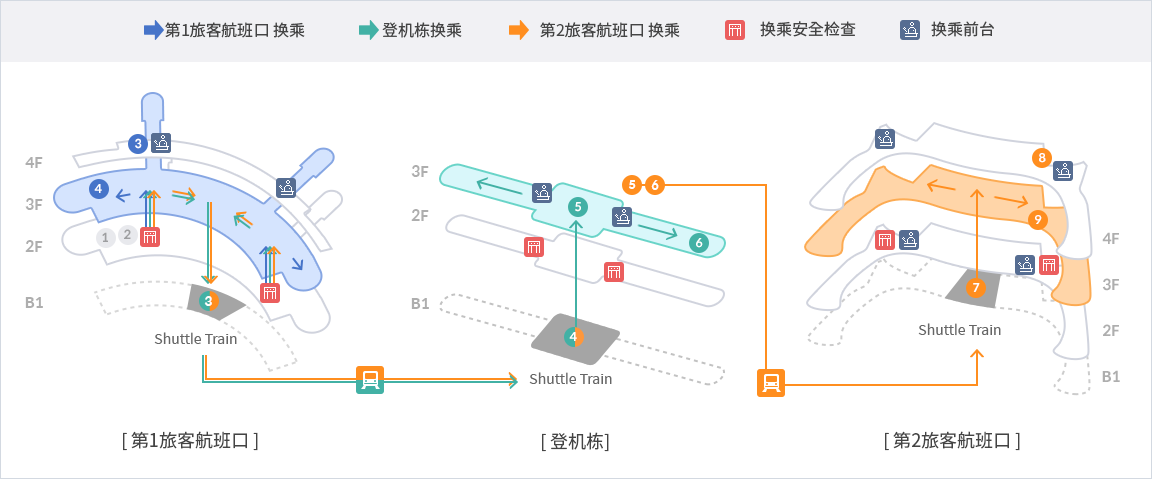 第1旅客航班口 换乘
登机栋换乘
第2旅客航班口 换乘
换乘安全检查
换乘前台
4F
3F
2F
B1
3
4
1
2
3
Shuttle Train
[ 第1旅客航班口 ]
3F
2F
B1
5
6
5
6
4
Shuttle Train
[ 登机栋]
8
9
7
4F
3F
2F
B1
Shuttle Train
[ 第2旅客航班口 ]